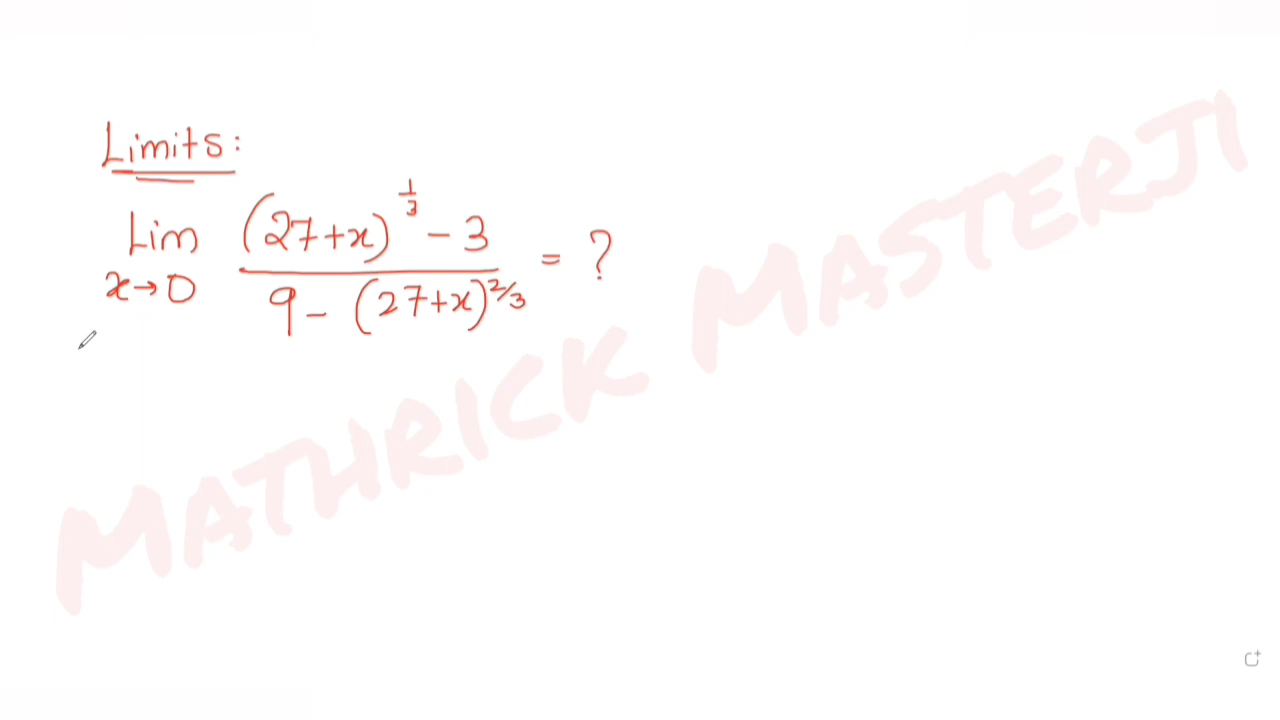 Limits:
Lim x→0 ((27+x)^{1/3} - 3) / (9 - (27+x)^{2/3}) = ?
MATHRICK MASTERJI